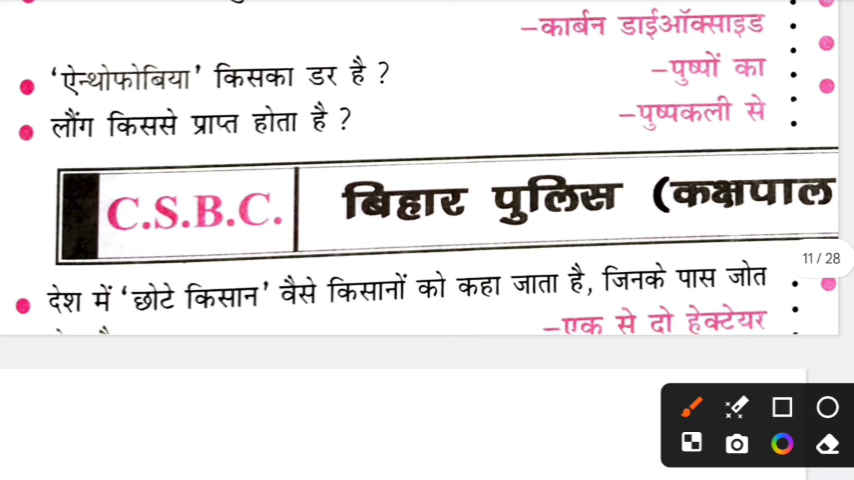 –कार्बन डाईऑक्साइड
• ‘ऐन्थोफोबिया’ किसका डर है ? –पुष्पों का
• लौंग किससे प्राप्त होता है ? –पुष्पकली से
C.S.B.C. बिहार पुलिस (कक्षपाल
11 / 28
• देश में ‘छोटे किसान’ वैसे किसानों को कहा जाता है, जिनके पास जोत
–एक से दो हेक्टेयर